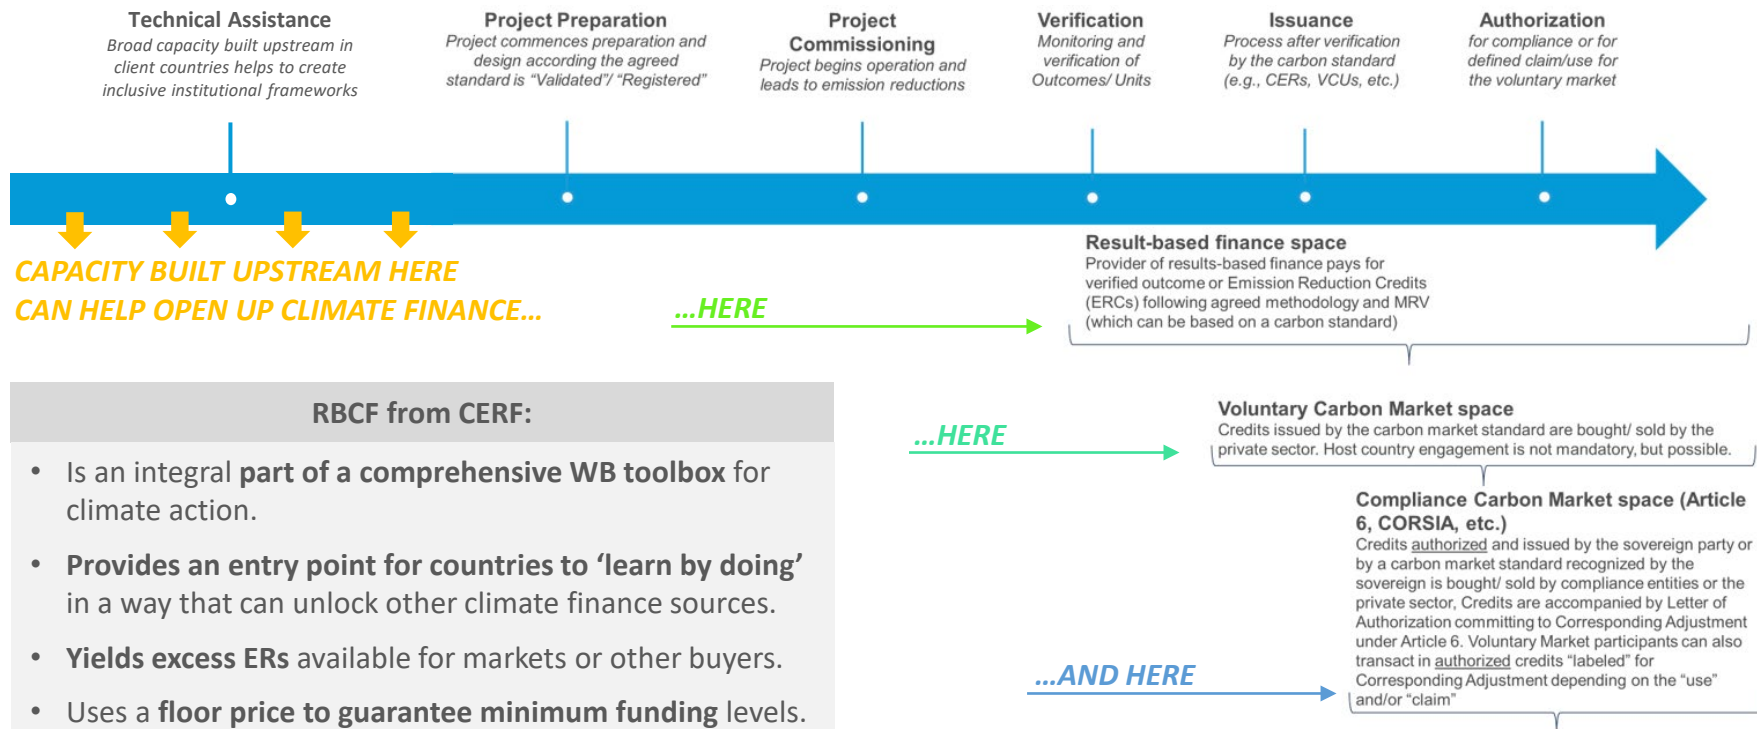 Technical Assistance
Broad capacity built upstream in
client countries helps to create
inclusive institutional frameworks
Project Preparation
Project commences preparation and
design according the agreed
standard is “Validated”/ “Registered”
Project
Commissioning
Project begins operation and
leads to emission reductions
Verification
Monitoring and
verification of
Outcomes/ Units
Issuance
Process after verification
by the carbon standard
(e.g., CERs, VCUs, etc.)
Authorization
for compliance or for
defined claim/use for
the voluntary market
CAPACITY BUILT UPSTREAM HERE
CAN HELP OPEN UP CLIMATE FINANCE...
...HERE
Result-based finance space
Provider of results-based finance pays for
verified outcome or Emission Reduction Credits
(ERCs) following agreed methodology and MRV
(which can be based on a carbon standard)
RBCF from CERF:
• Is an integral part of a comprehensive WB toolbox for
climate action.
• Provides an entry point for countries to ‘learn by doing’
in a way that can unlock other climate finance sources.
• Yields excess ERs available for markets or other buyers.
• Uses a floor price to guarantee minimum funding levels.
...HERE
Voluntary Carbon Market space
Credits issued by the carbon market standard are bought/ sold by the
private sector. Host country engagement is not mandatory, but possible.
...AND HERE
Compliance Carbon Market space (Article
6, CORSIA, etc.)
Credits authorized and issued by the sovereign party or
by a carbon market standard recognized by the
sovereign is bought/ sold by compliance entities or the
private sector, Credits are accompanied by Letter of
Authorization committing to Corresponding Adjustment
under Article 6. Voluntary Market participants can also
transact in authorized credits “labeled” for
Corresponding Adjustment depending on the “use”
and/or “claim”